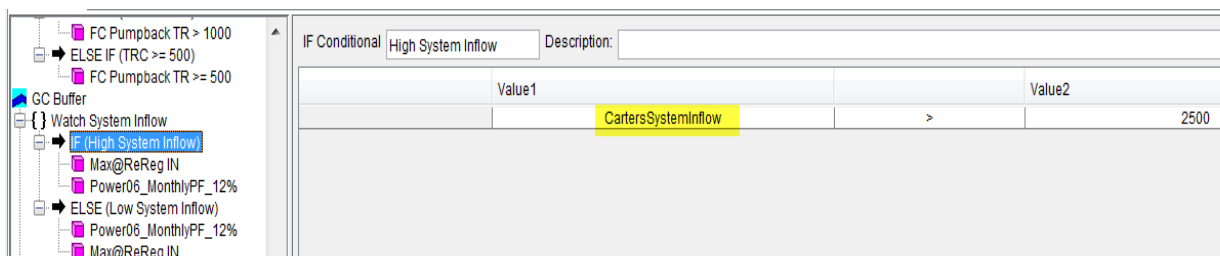 FC Pumpback TR > 1000
ELSE IF (TRC >= 500)
FC Pumpback TR >= 500
GC Buffer
{ } Watch System Inflow
IF (High System Inflow)
Max@ReReg IN
Power06_MonthlyPF_12%
ELSE (Low System Inflow)
Power06_MonthlyPF_12%
Max@ReReg IN
IF Conditional High System Inflow Description:
Value1 Value2
CartersSystemInflow > 2500